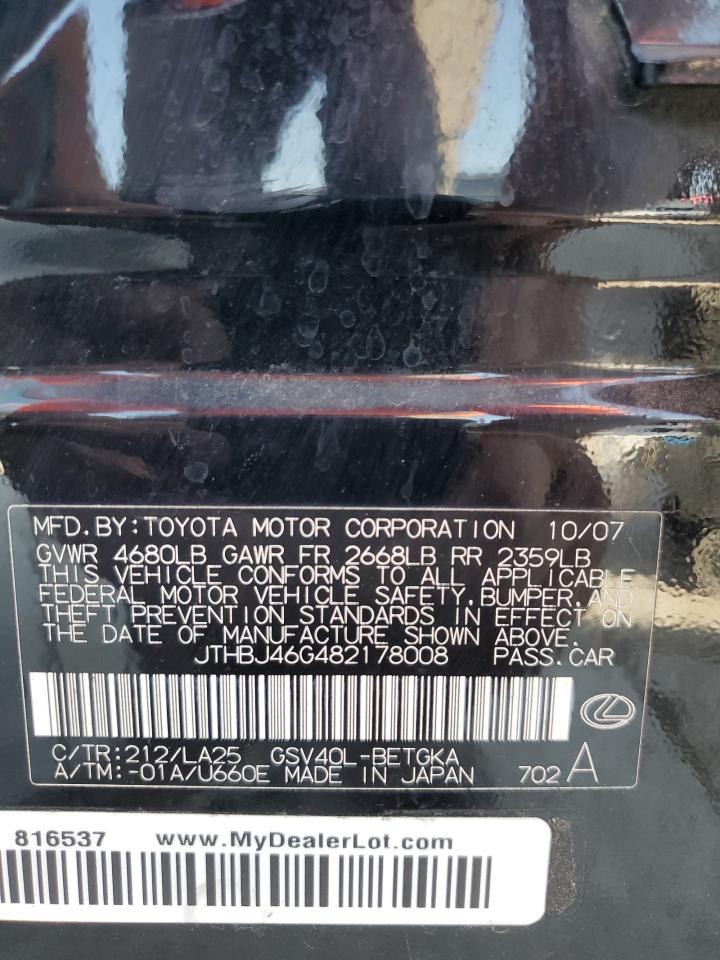 MFD.BY:TOYOTA MOTOR CORPORATION 10/07
GVWR 4680LB GAWR FR 2668LB RR 2359LB
THIS VEHICLE CONFORMS TO ALL APPLICABLE
FEDERAL MOTOR VEHICLE SAFETY,BUMPER,AND
THEFT PREVENTION STANDARDS IN EFFECT ON
THE DATE OF MANUFACTURE SHOWN ABOVE.
JTHBJ46G482178008 PASS.CAR
C/TR:212/LA25 GSV40L-BETGKA
A/TM:-01A/U660E MADE IN JAPAN 702 A
816537 www.MyDealerLot.com